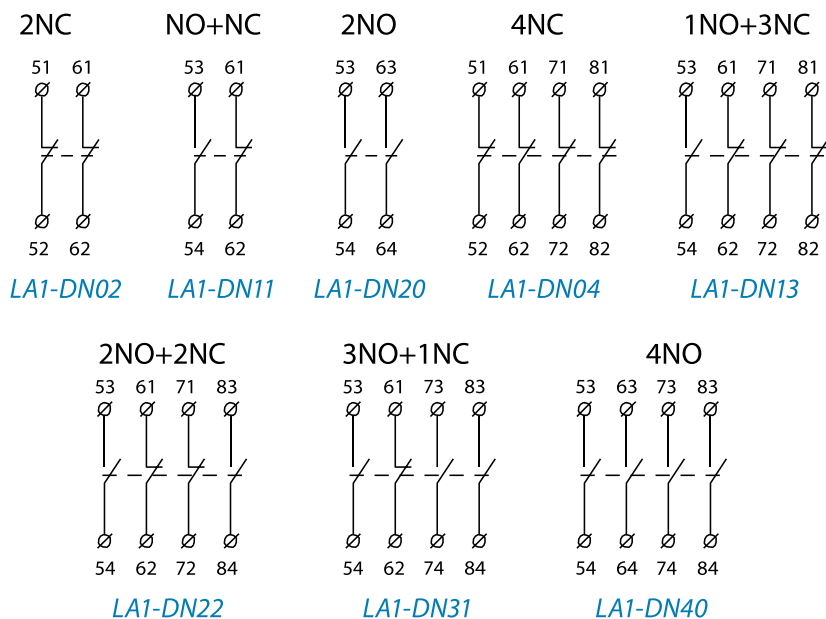 2NC NO+NC 2NO 4NC 1NO+3NC
51 61 53 61 53 63 51 61 71 81 53 61 71 81
52 62 54 62 54 64 52 62 72 82 54 62 72 82
LA1-DN02 LA1-DN11 LA1-DN20 LA1-DN04 LA1-DN13
2NO+2NC 3NO+1NC 4NO
53 61 71 83 53 61 73 83 53 63 73 83
54 62 72 84 54 62 74 84 54 64 74 84
LA1-DN22 LA1-DN31 LA1-DN40